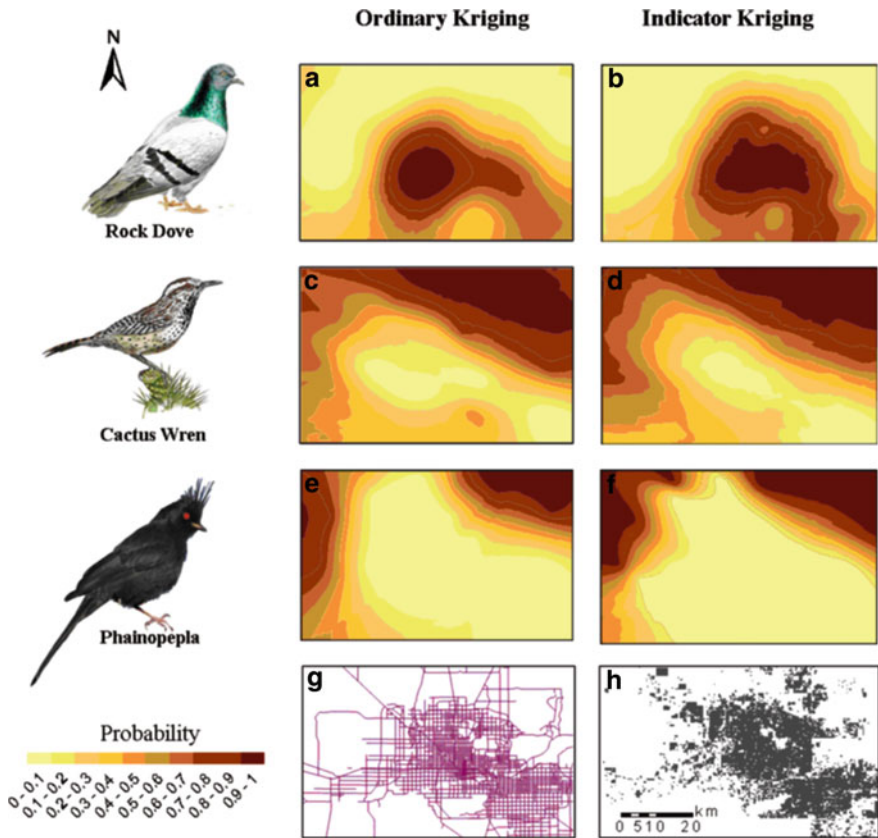 Ordinary Kriging
Indicator Kriging
N
a
b
Rock Dove
c
d
Cactus Wren
e
f
Phainopepla
g
h
Probability
0 - 0.1
0.1 - 0.2
0.2 - 0.3
0.3 - 0.4
0.4 - 0.5
0.5 - 0.6
0.6 - 0.7
0.7 - 0.8
0.8 - 0.9
0.9 - 1
km
0 5 10 20